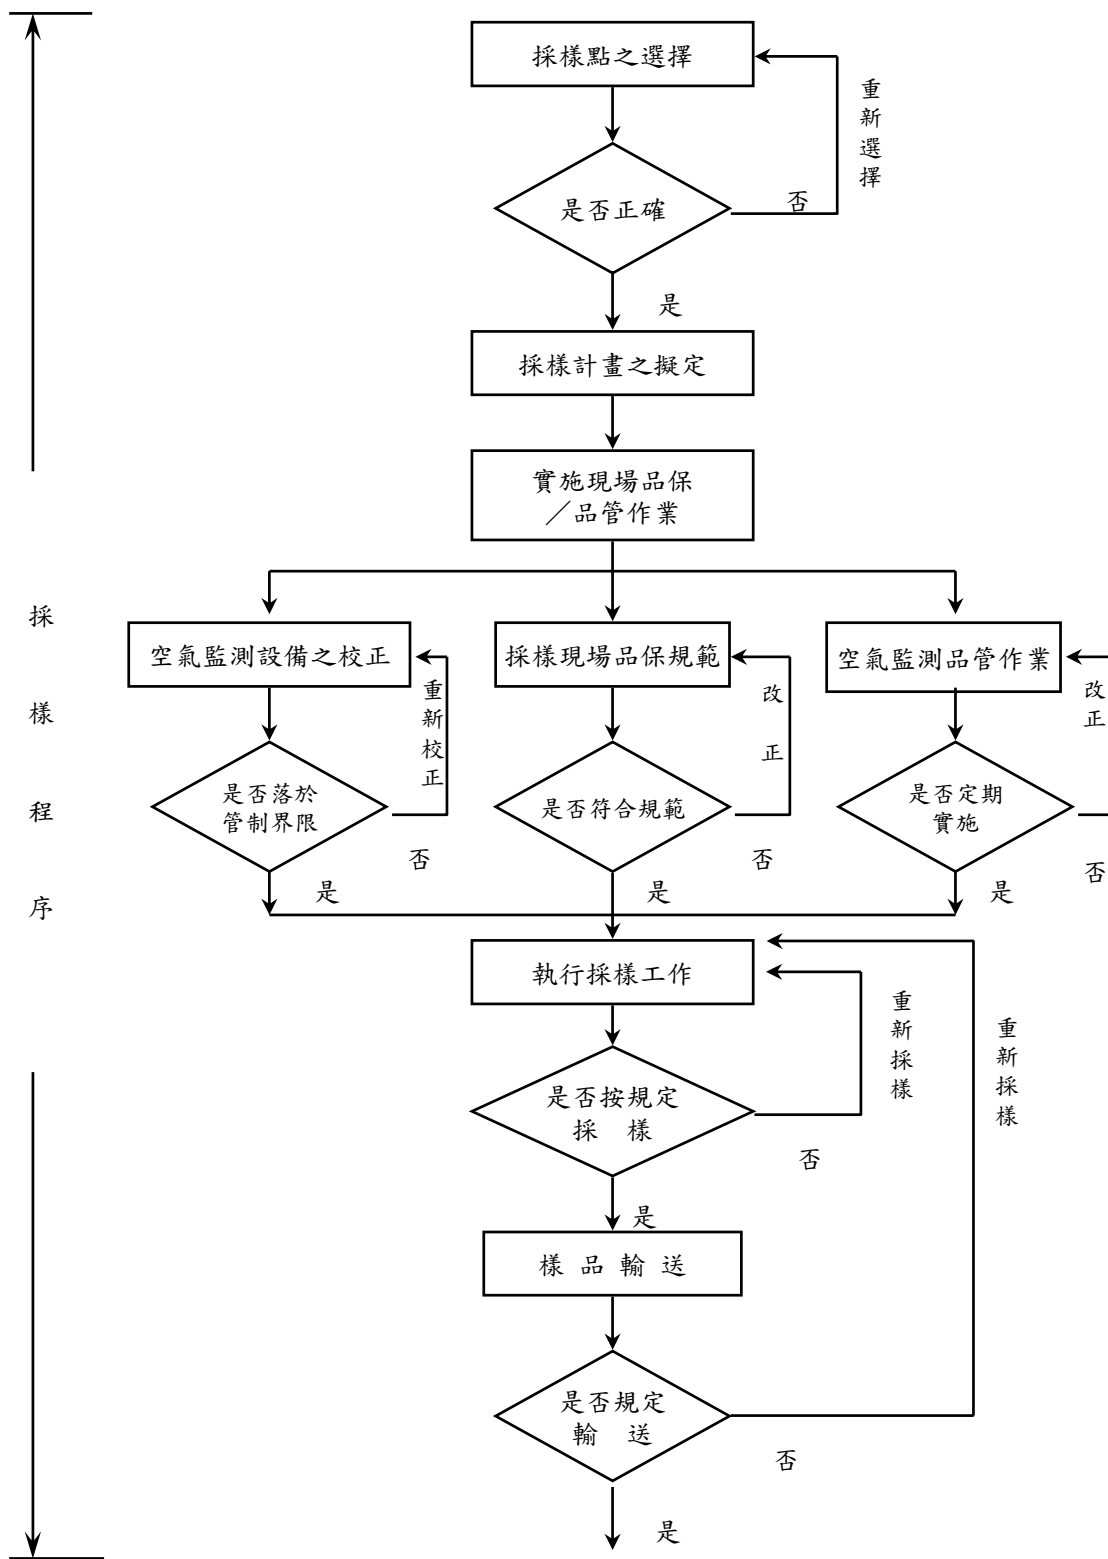 採樣點之選擇
重新選擇
是否正確
否
是
採樣計畫之擬定
實施現場品保
／品管作業
採樣程序
空氣監測設備之校正
重新校正
採樣現場品保規範
改正
空氣監測品管作業
改正
是否落於
管制界限
否
是
是否符合規範
否
是
是否定期
實施
否
是
執行採樣工作
重新採樣
重新採樣
是否按規定
採 樣
否
是
樣 品 輸 送
是否規定
輸 送
否
是